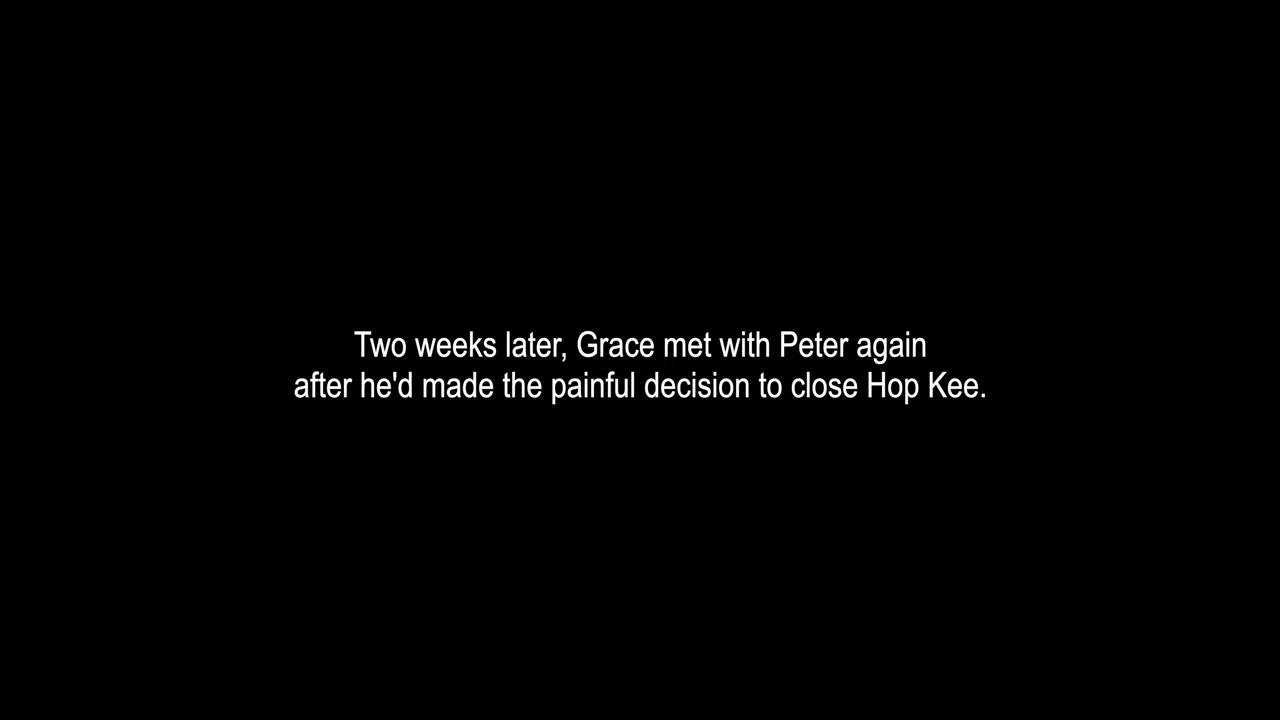 Two weeks later, Grace met with Peter again
after he'd made the painful decision to close Hop Kee.